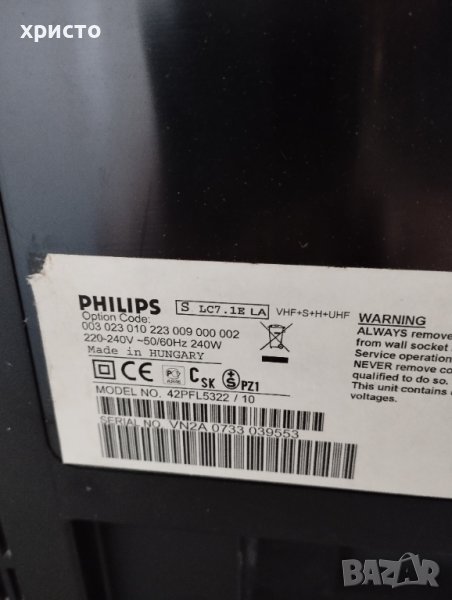 христо
PHILIPS
S LC7.1E LA
VHF+S+H+UHF
Option Code:
003 023 010 223 009 000 002
220-240V ~50/60Hz 240W
Made in HUNGARY
CE
C SK
S PZ1
MODEL NO. 42PFL5322 / 10
SERIAL NO. VN2A 0733 039553
WARNING
ALWAYS remove
from wall socket
Service operation
NEVER remove co
qualified to do so.
This unit contains
voltages.
BAZAR